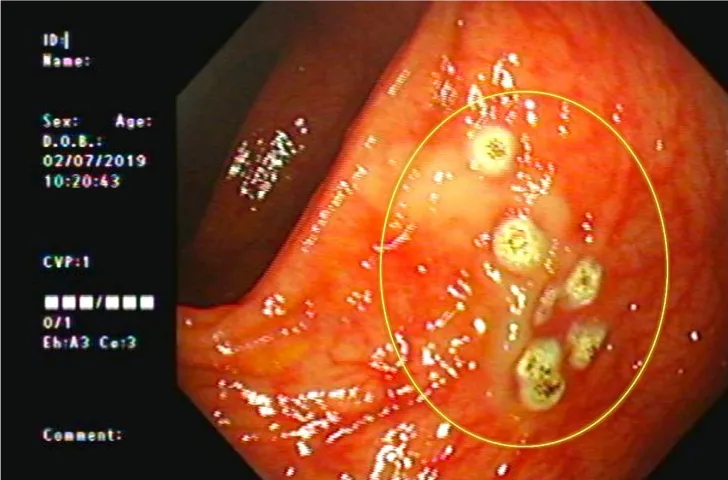 ID:
Name:
Sex: Age:
D.O.B.:
02/07/2019
10:20:43
CVP:1
■■■/■■■
0/1
Eh:A3 Ce:3
Comment: